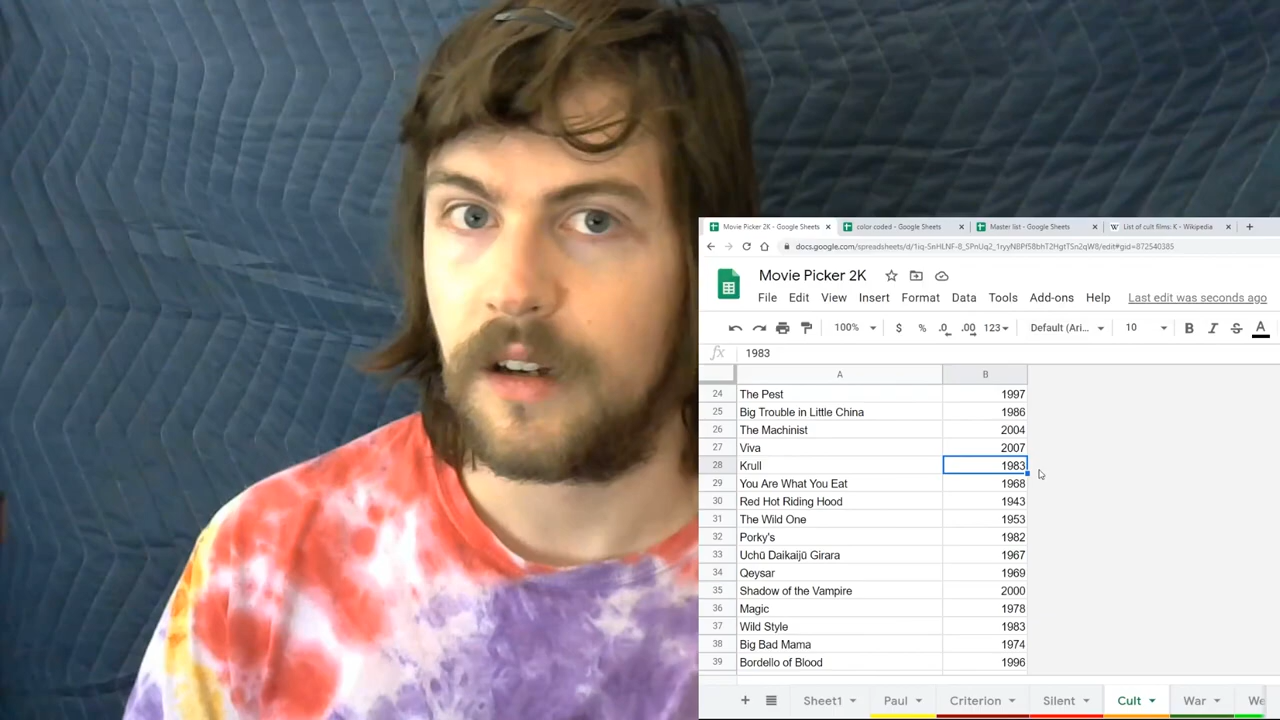 Movie Picker 2K - Google Sheets
color coded - Google Sheets
Master list - Google Sheets
List of cult films: K - Wikipedia
Movie Picker 2K
File Edit View Insert Format Data Tools Add-ons Help Last edit was seconds ago
100% $ % .0 .00 123 Default (Ari... 10 B I S A
fx 1983
A B
24 The Pest 1997
25 Big Trouble in Little China 1986
26 The Machinist 2004
27 Viva 2007
28 Krull 1983
29 You Are What You Eat 1968
30 Red Hot Riding Hood 1943
31 The Wild One 1953
32 Porky's 1982
33 Uchū Daikaijū Girara 1967
34 Qeysar 1969
35 Shadow of the Vampire 2000
36 Magic 1978
37 Wild Style 1983
38 Big Bad Mama 1974
39 Bordello of Blood 1996
Sheet1 Paul Criterion Silent Cult War We